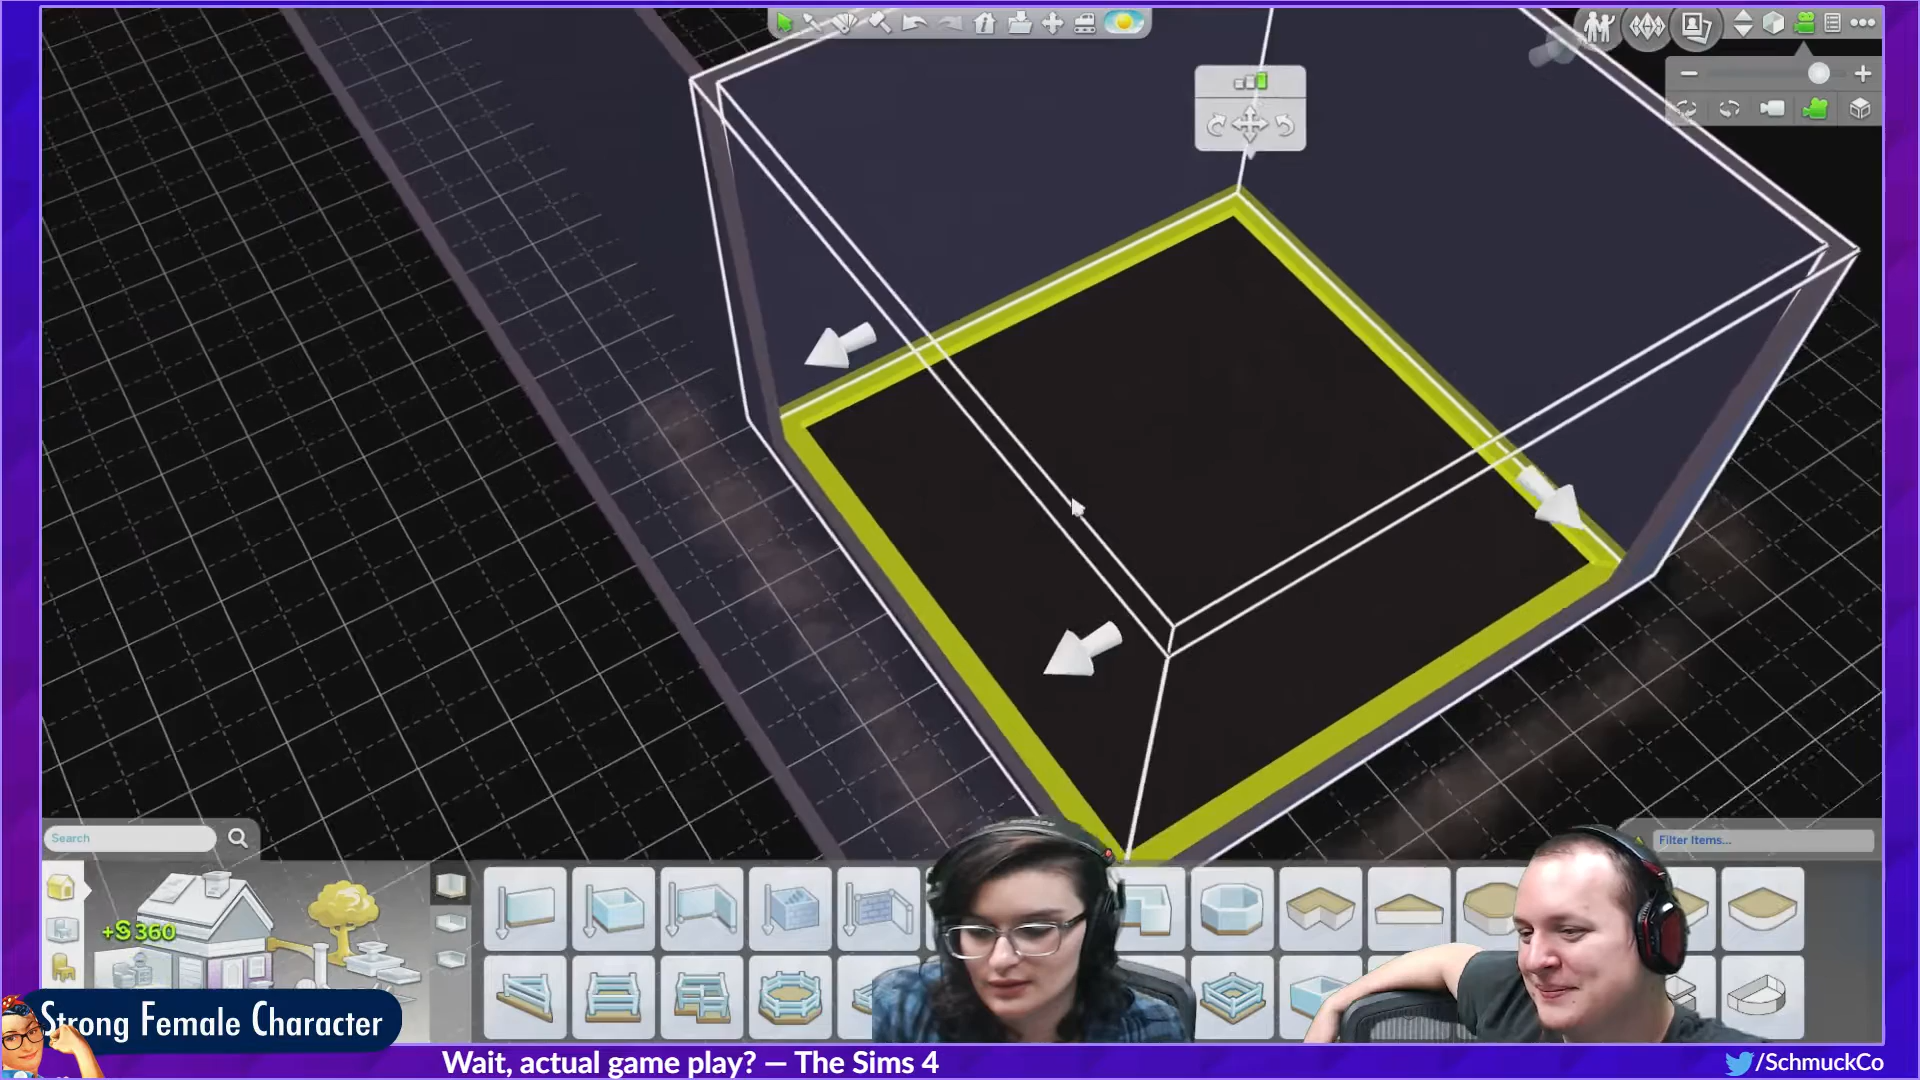 Search
Filter Items...
+§360
Strong Female Character
Wait, actual game play? — The Sims 4
/SchmuckCo